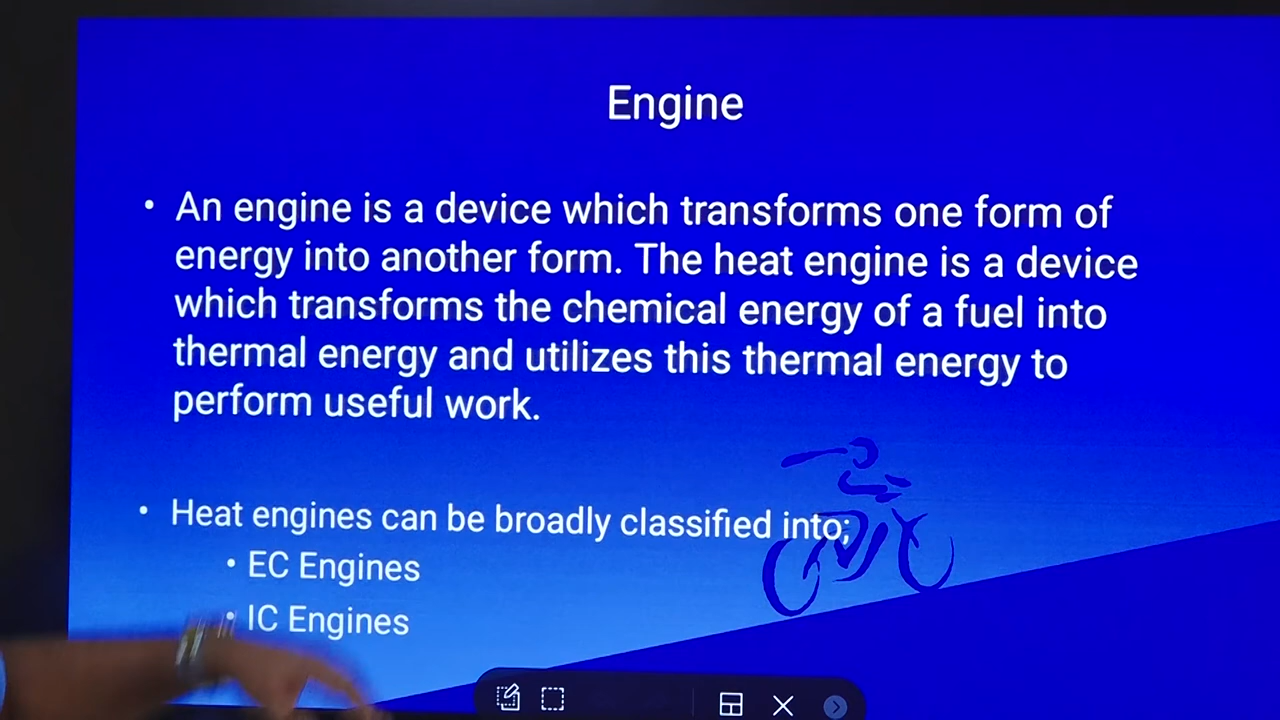 Engine
• An engine is a device which transforms one form of
energy into another form. The heat engine is a device
which transforms the chemical energy of a fuel into
thermal energy and utilizes this thermal energy to
perform useful work.
• Heat engines can be broadly classified into;
• EC Engines
• IC Engines